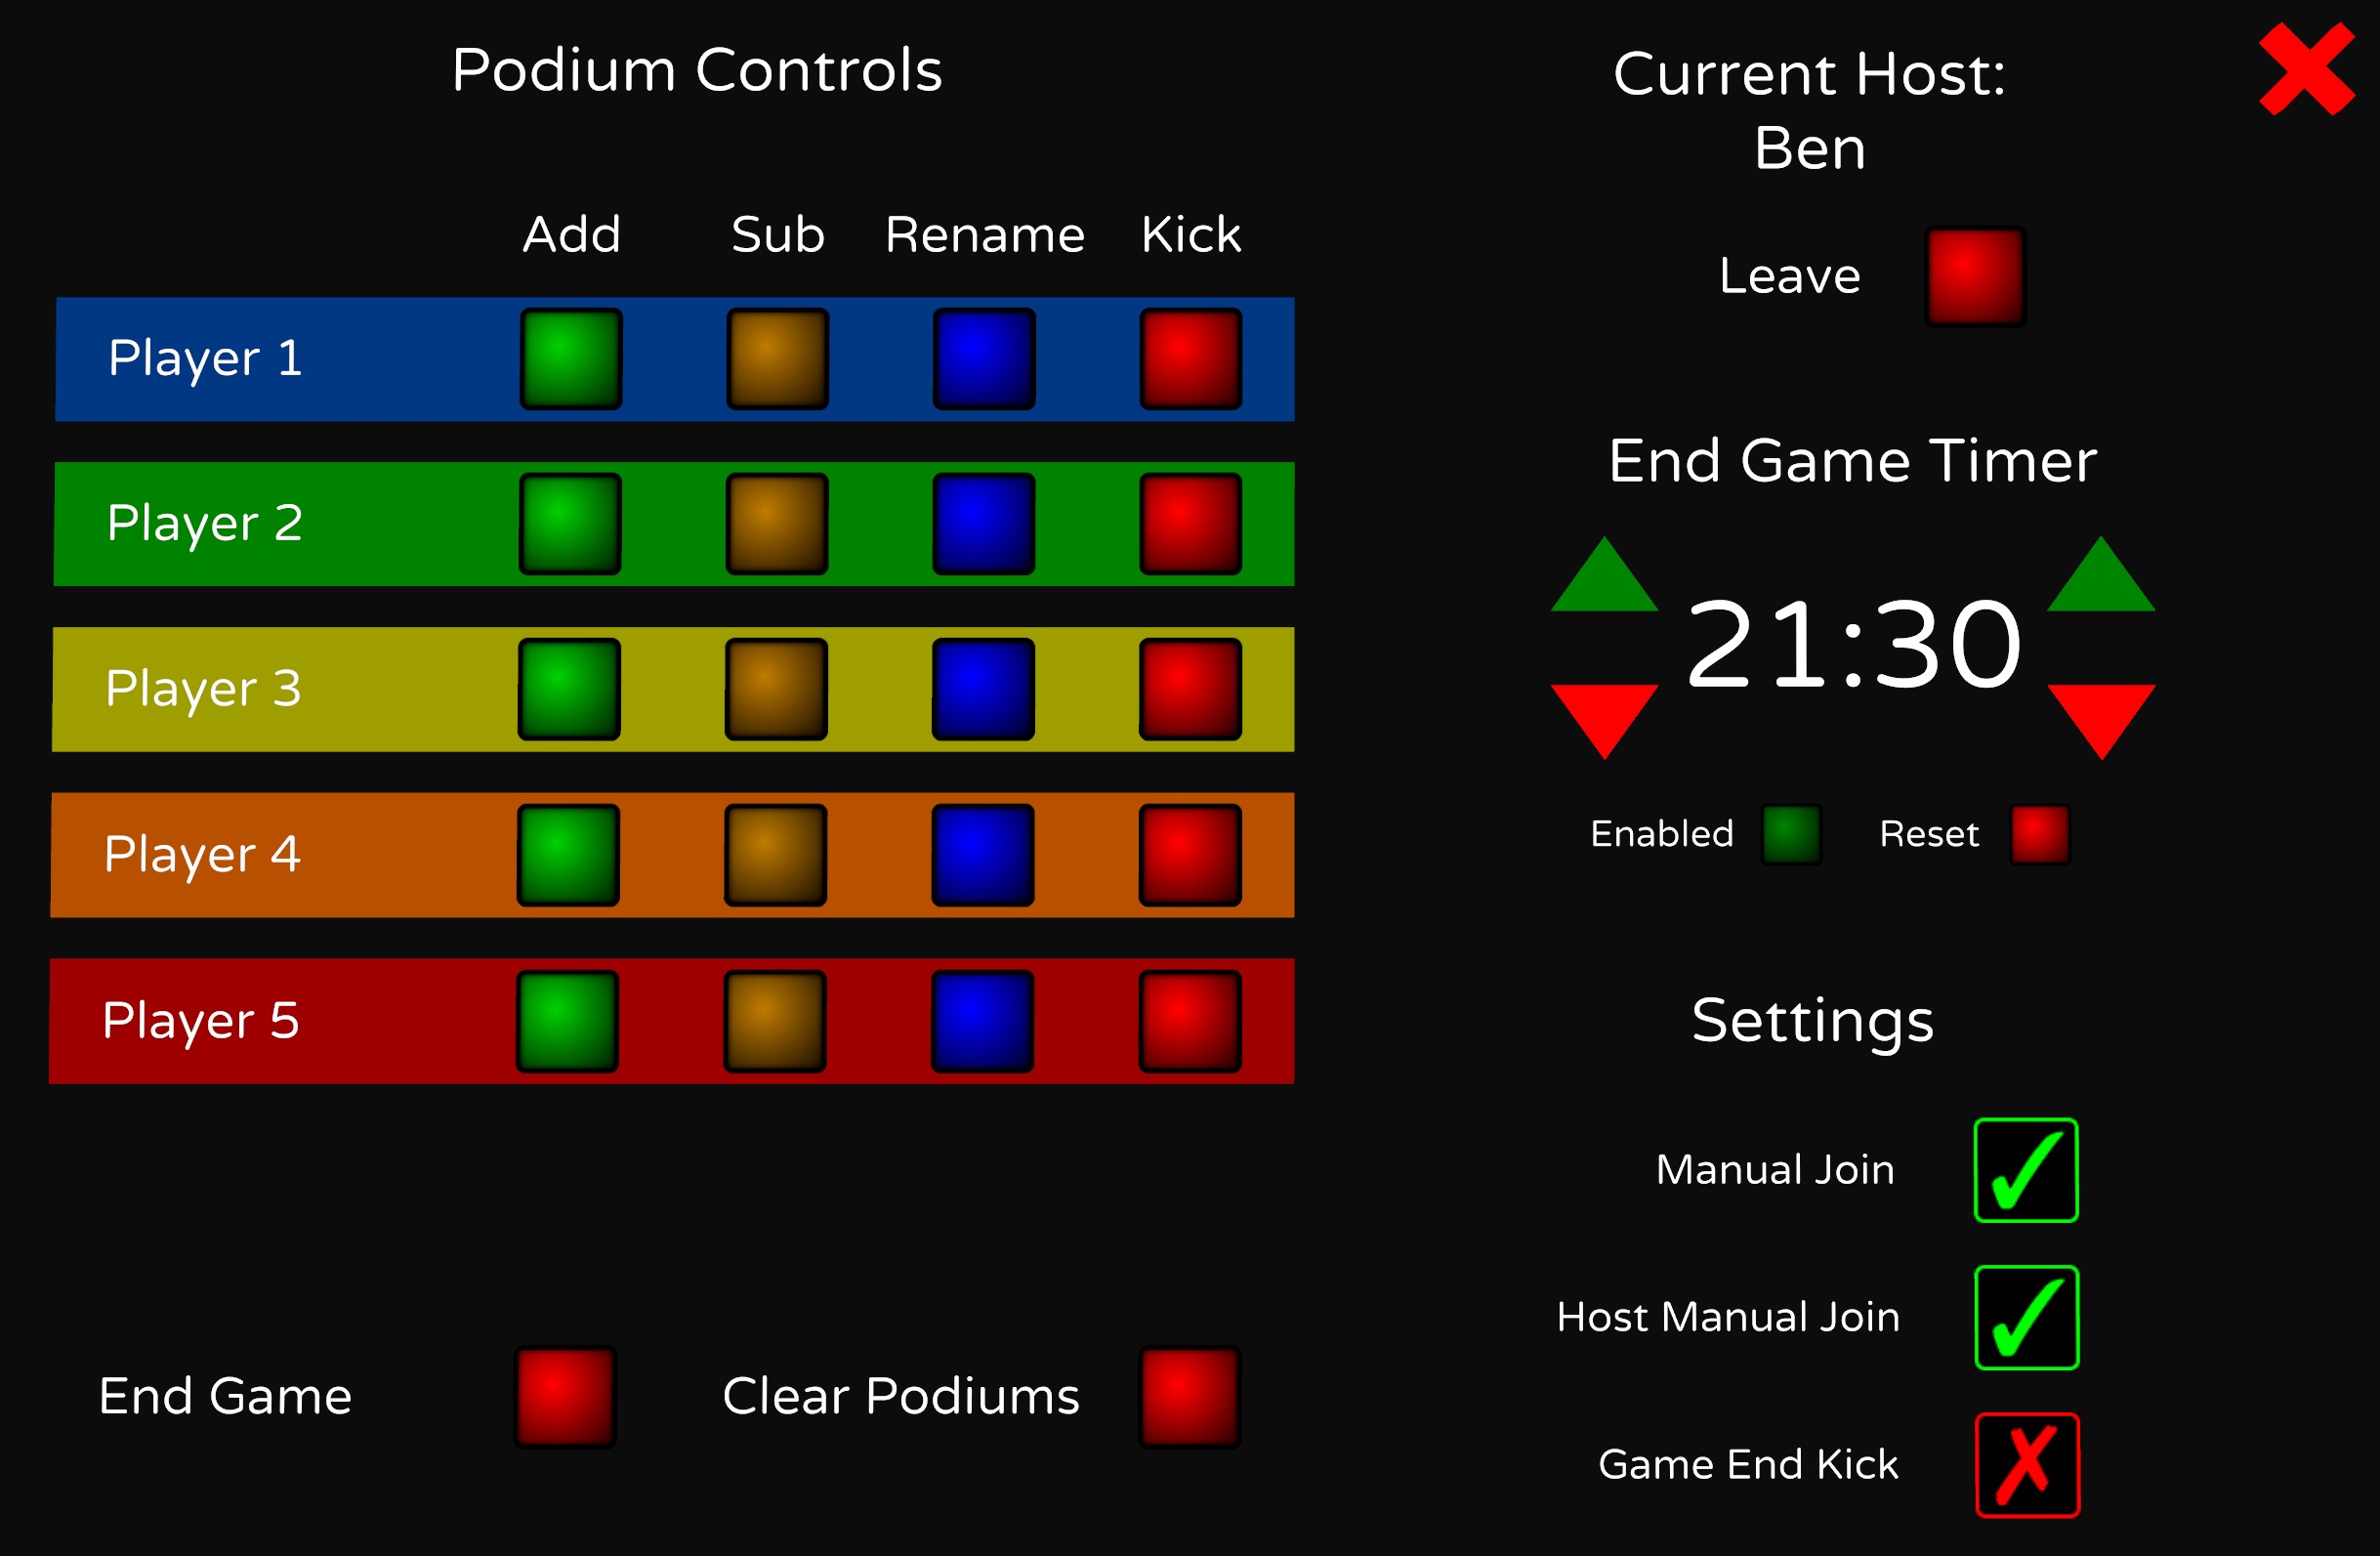 Podium Controls
Add Sub Rename Kick
Player 1
Player 2
Player 3
Player 4
Player 5
End Game
Clear Podiums
Current Host:
Ben
Leave
End Game Timer
21:30
Enabled Reset
Settings
Manual Join
Host Manual Join
Game End Kick